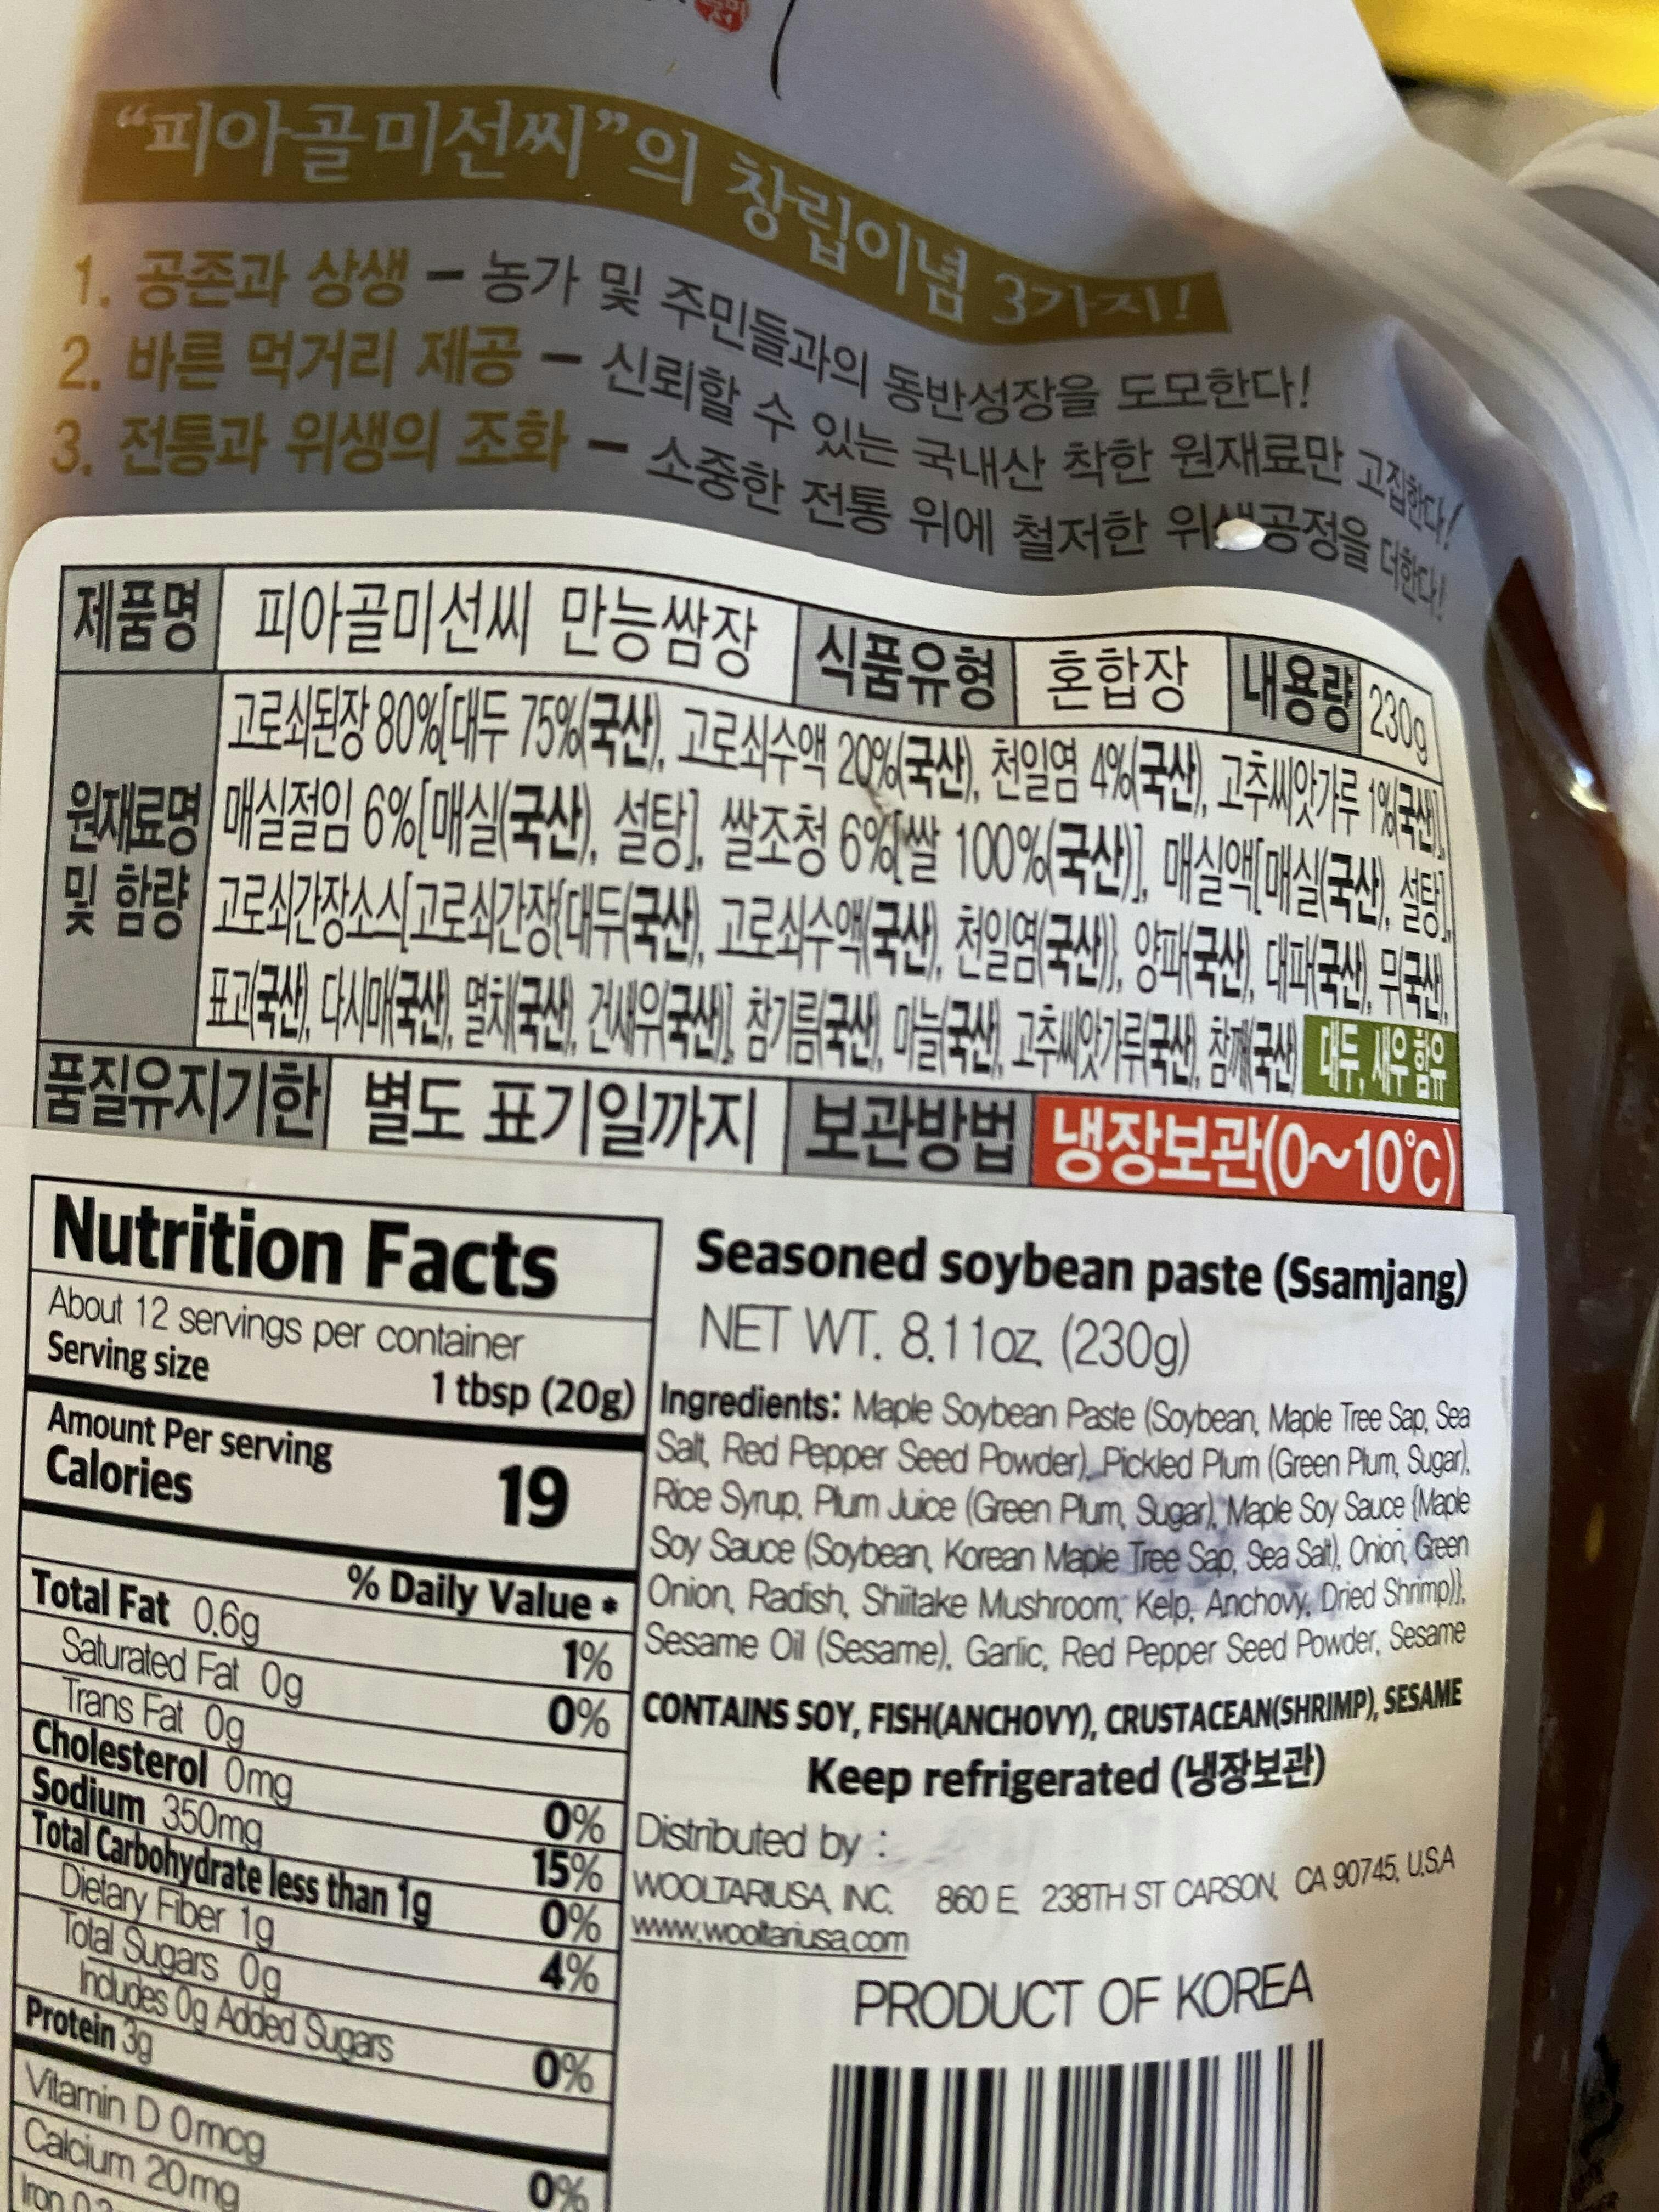 “피아골미선씨”의 창립이념 3가지!
1. 공존과 상생 – 농가 및 주민들과의 동반성장을 도모한다!
2. 바른 먹거리 제공 – 신뢰할 수 있는 국내산 착한 원재료만 고집한다!
3. 전통과 위생의 조화 – 소중한 전통 위에 철저한 위생공정을 더한다!
제품명 피아골미선씨 만능쌈장 식품유형 혼합장 내용량 230g
원재료명 및 함량
고로쇠된장 80%[대두 75%(국산), 고로쇠수액 20%(국산), 천일염 4%(국산), 고추씨앗가루 1%(국산)],
매실절임 6%[매실(국산), 설탕], 쌀조청 6%[쌀 100%(국산)], 매실액[매실(국산), 설탕],
고로쇠간장소스[고로쇠간장{대두(국산), 고로쇠수액(국산), 천일염(국산)}, 양파(국산), 대파(국산), 무(국산),
표고(국산), 다시마(국산), 멸치(국산), 건새우(국산)], 참기름(국산), 마늘(국산), 고추씨앗가루(국산), 참깨(국산) 대두, 새우 함유
품질유지기한 별도 표기일까지 보관방법 냉장보관(0~10℃)
Nutrition Facts
About 12 servings per container
Serving size 1 tbsp (20g)
Amount Per serving
Calories 19
% Daily Value *
Total Fat 0.6g 1%
Saturated Fat 0g 0%
Trans Fat 0g
Cholesterol 0mg 0%
Sodium 350mg 15%
Total Carbohydrate less than 1g 0%
Dietary Fiber 1g 4%
Total Sugars 0g
Includes 0g Added Sugars 0%
Protein 3g
Vitamin D 0mcg 0%
Calcium 20mg
Iron
Seasoned soybean paste (Ssamjang)
NET WT. 8.11oz. (230g)
Ingredients: Maple Soybean Paste (Soybean, Maple Tree Sap, Sea
Salt, Red Pepper Seed Powder), Pickled Plum (Green Plum, Sugar),
Rice Syrup, Plum Juice (Green Plum, Sugar), Maple Soy Sauce {Maple
Soy Sauce (Soybean, Korean Maple Tree Sap, Sea Salt), Onion, Green
Onion, Radish, Shiitake Mushroom, Kelp, Anchovy, Dried Shrimp)},
Sesame Oil (Sesame), Garlic, Red Pepper Seed Powder, Sesame
CONTAINS SOY, FISH(ANCHOVY), CRUSTACEAN(SHRIMP), SESAME
Keep refrigerated (냉장보관)
Distributed by :
WOOLTARIUSA, INC. 860 E. 238TH ST CARSON, CA 90745, U.S.A
www.wooltariusa.com
PRODUCT OF KOREA